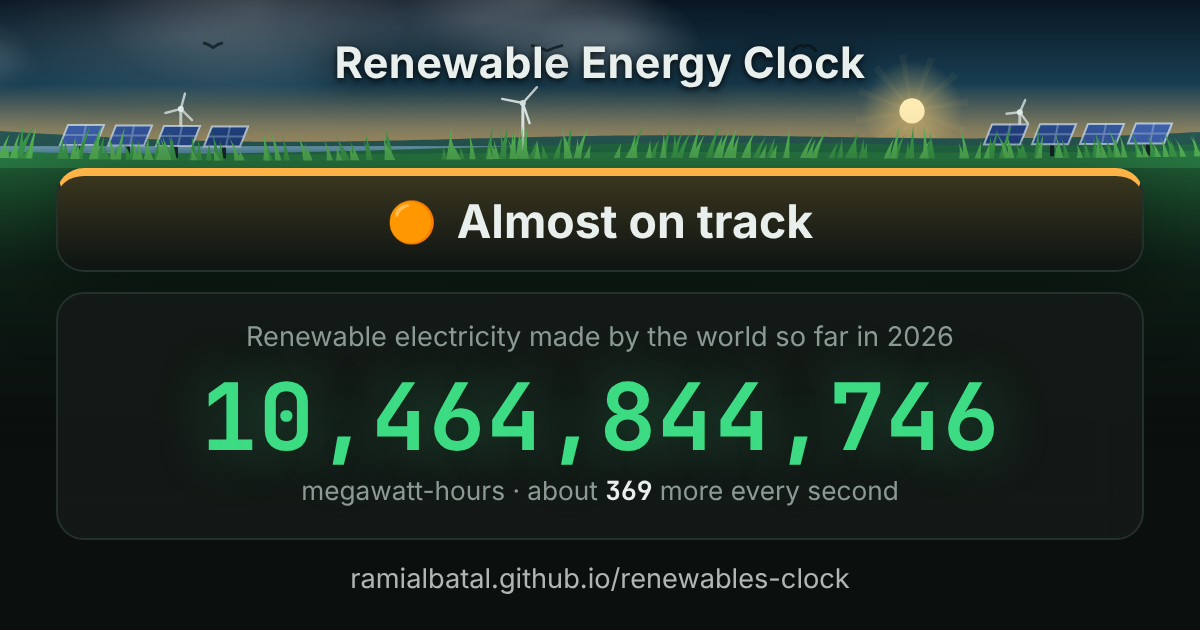 Renewable Energy Clock
Almost on track
Renewable electricity made by the world so far in 2026
10,464,844,746
megawatt-hours · about 369 more every second
ramialbatal.github.io/renewables-clock